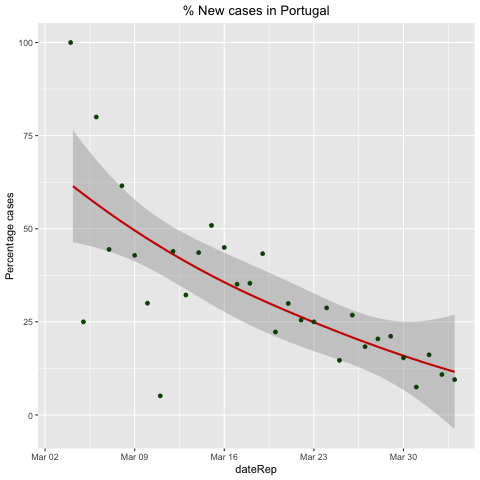 % New cases in Portugal
Percentage cases
100
75
50
25
0
Mar 02
Mar 09
Mar 16
Mar 23
Mar 30
dateRep